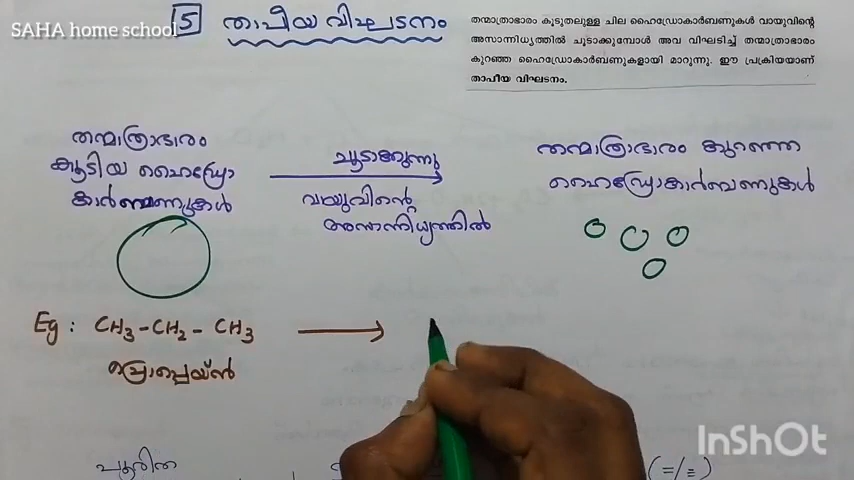 SAHA home school
5 താപീയ വിഘടനം
തന്മാത്രാഭാരം കൂടുതലുള്ള ചില ഹൈഡ്രോകാർബണുകൾ വായുവിന്റെ
അസാന്നിധ്യത്തിൽ ചൂടാക്കുമ്പോൾ അവ വിഘടിച്ച് തന്മാത്രാഭാരം
കുറഞ്ഞ ഹൈഡ്രോകാർബണുകളായി മാറുന്നു. ഈ പ്രക്രിയയാണ്
താപീയ വിഘടനം.
തന്മാത്രാഭാരം
കൂടിയ ഹൈഡ്രോ
കാർബണുകൾ
ചൂടാക്കുന്നു
വായുവിന്റെ
അസാന്നിധ്യത്തിൽ
തന്മാത്രാഭാരം കുറഞ്ഞ
ഹൈഡ്രോകാർബണുകൾ
Eg : CH₃-CH₂- CH₃ ⟶
പ്രൊപ്പെയ്ൻ
പൂരിത
(=/≡)
InShOt